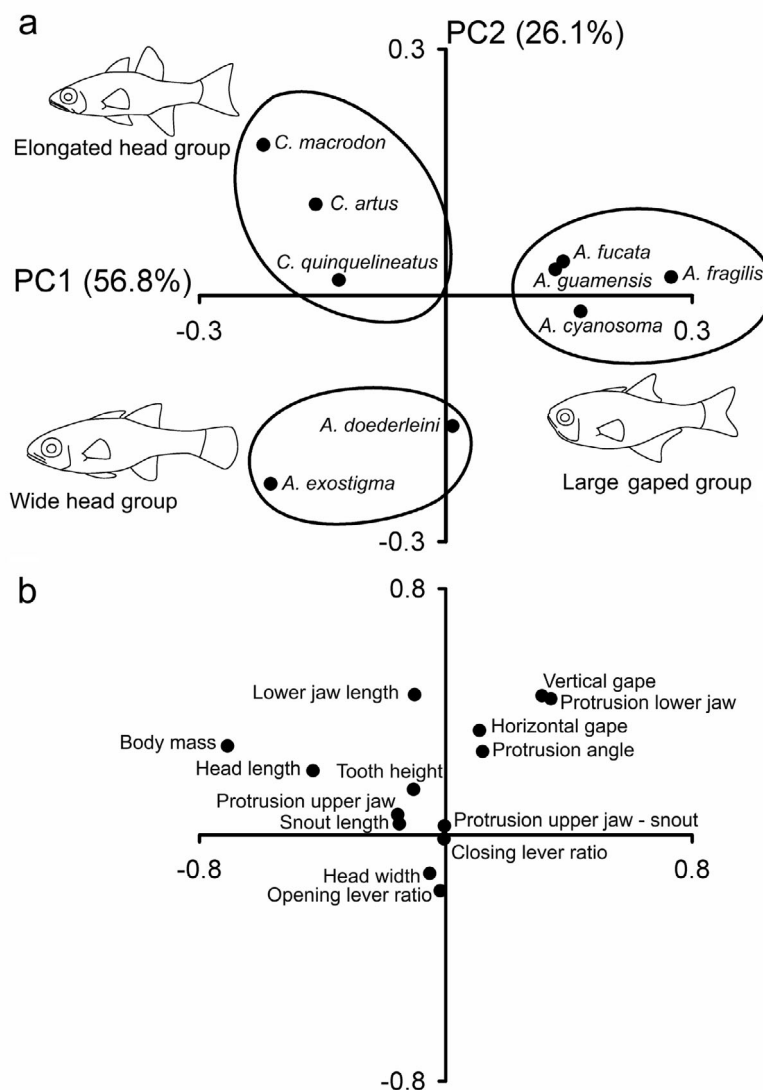 a
PC2 (26.1%)
0.3
Elongated head group
C. macrodon
C. artus
C. quinquelineatus
A. fucata
A. guamensis
A. fragilis
A. cyanosoma
PC1 (56.8%)
-0.3
0.3
A. doederleini
A. exostigma
Wide head group
Large gaped group
-0.3
b
0.8
Lower jaw length
Vertical gape
Protrusion lower jaw
Horizontal gape
Protrusion angle
Body mass
Head length
Tooth height
Protrusion upper jaw
Snout length
Protrusion upper jaw - snout
Closing lever ratio
-0.8
0.8
Head width
Opening lever ratio
-0.8